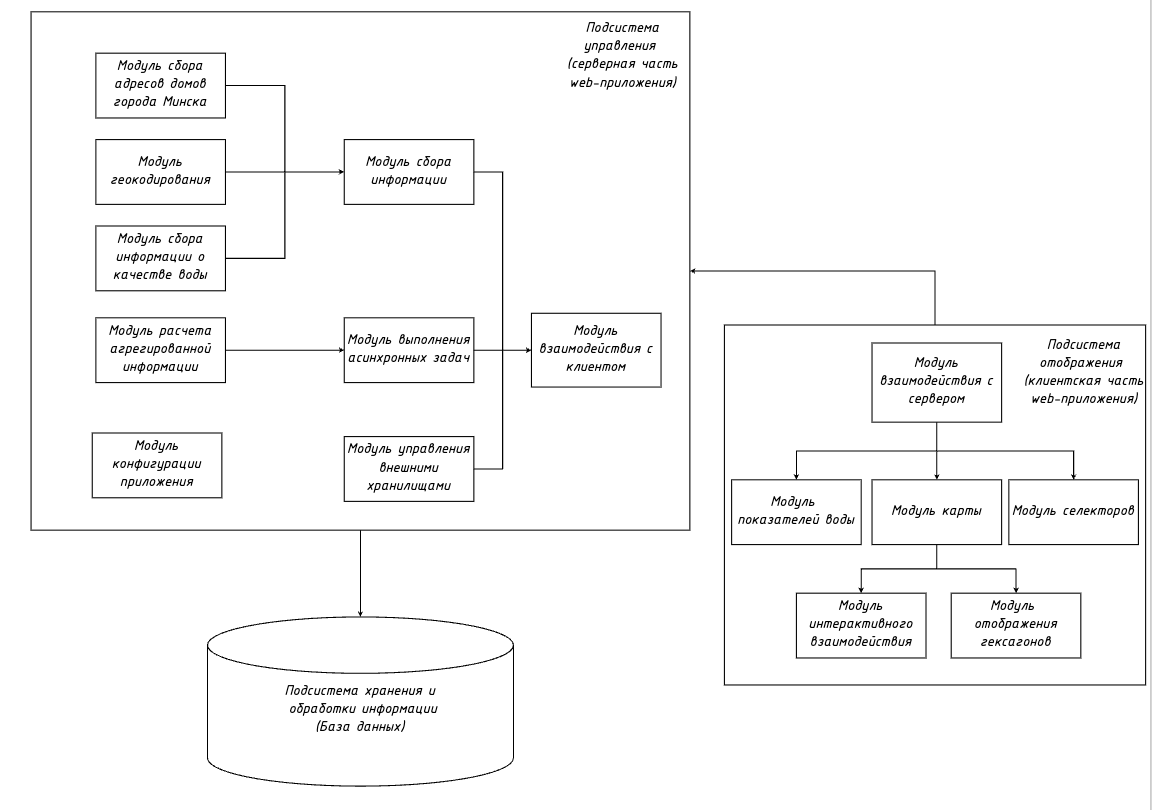 Подсистема
управления
(серверная часть
web-приложения)
Модуль сбора
адресов домов
города Минска
Модуль
геокодирования
Модуль сбора
информации
Модуль сбора
информации о
качестве воды
Модуль расчета
агрегированной
информации
Модуль выполнения
асинхронных задач
Модуль
взаимодействия с
клиентом
Модуль
конфигурации
приложения
Модуль управления
внешними
хранилищами
Подсистема
отображения
(клиентская часть
web-приложения)
Модуль
взаимодействия с
сервером
Модуль
показателей воды
Модуль карты
Модуль селекторов
Модуль
интерактивного
взаимодействия
Модуль
отображения
гексагонов
Подсистема хранения и
обработки информации
(База данных)